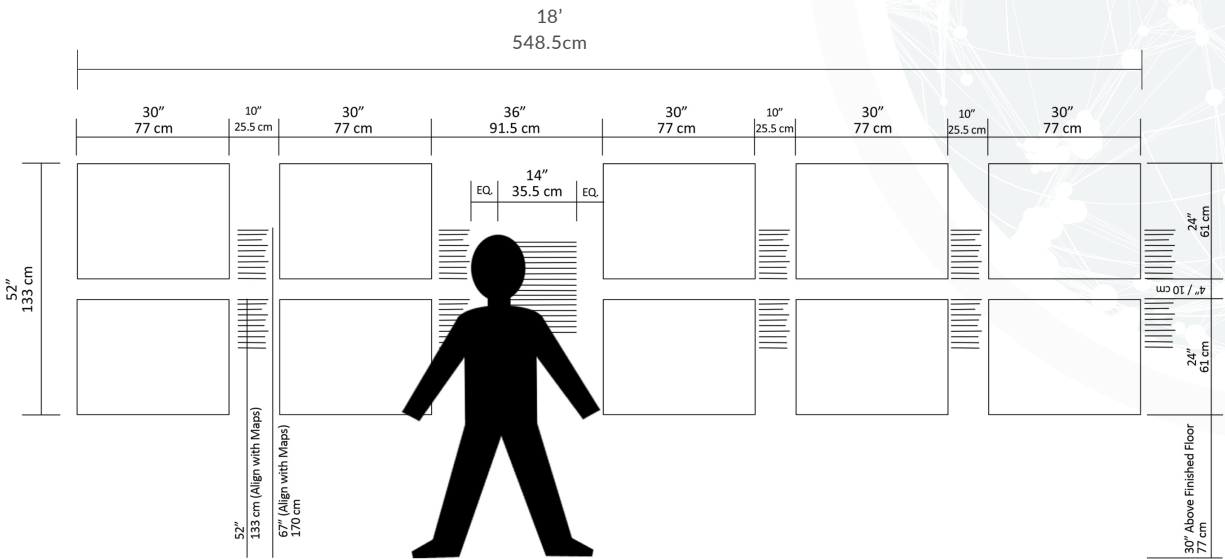 18’
548.5cm
30”
77 cm
10”
25.5 cm
30”
77 cm
36”
91.5 cm
30”
77 cm
10”
25.5 cm
30”
77 cm
10”
25.5 cm
30”
77 cm
EQ.
14”
35.5 cm
EQ.
52”
133 cm
24”
61 cm
4” / 10 cm
24”
61 cm
52”
133 cm (Align with Maps)
67” (Align with Maps)
170 cm
30” Above Finished Floor
77 cm